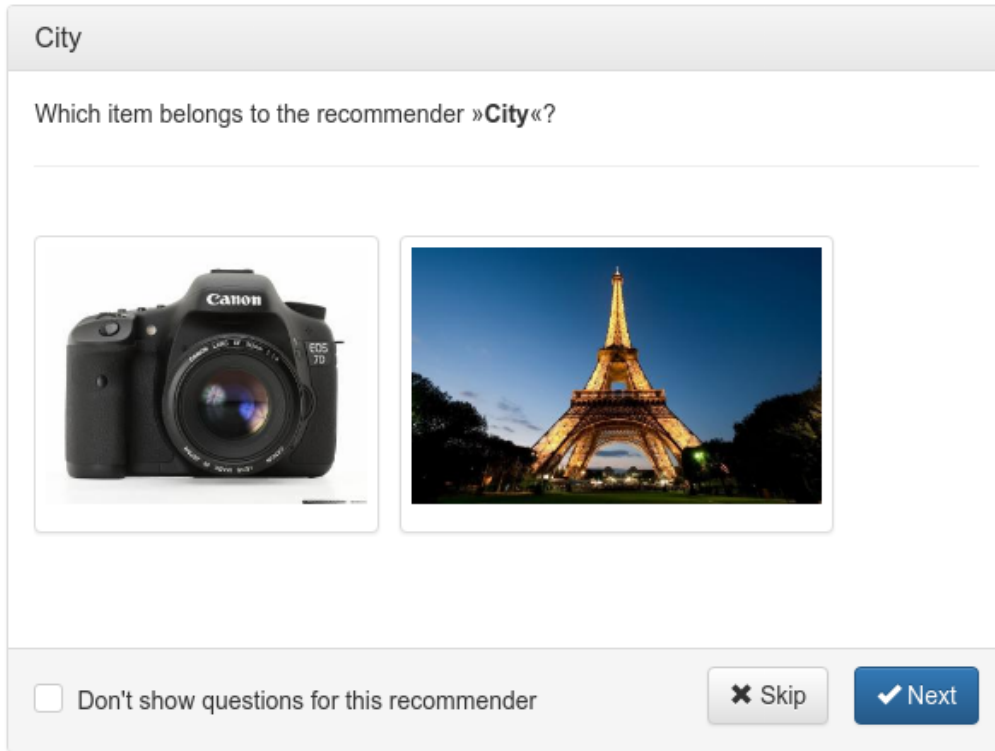 City
Which item belongs to the recommender »City«?
Canon
EOS
7D
Don't show questions for this recommender
Skip
Next